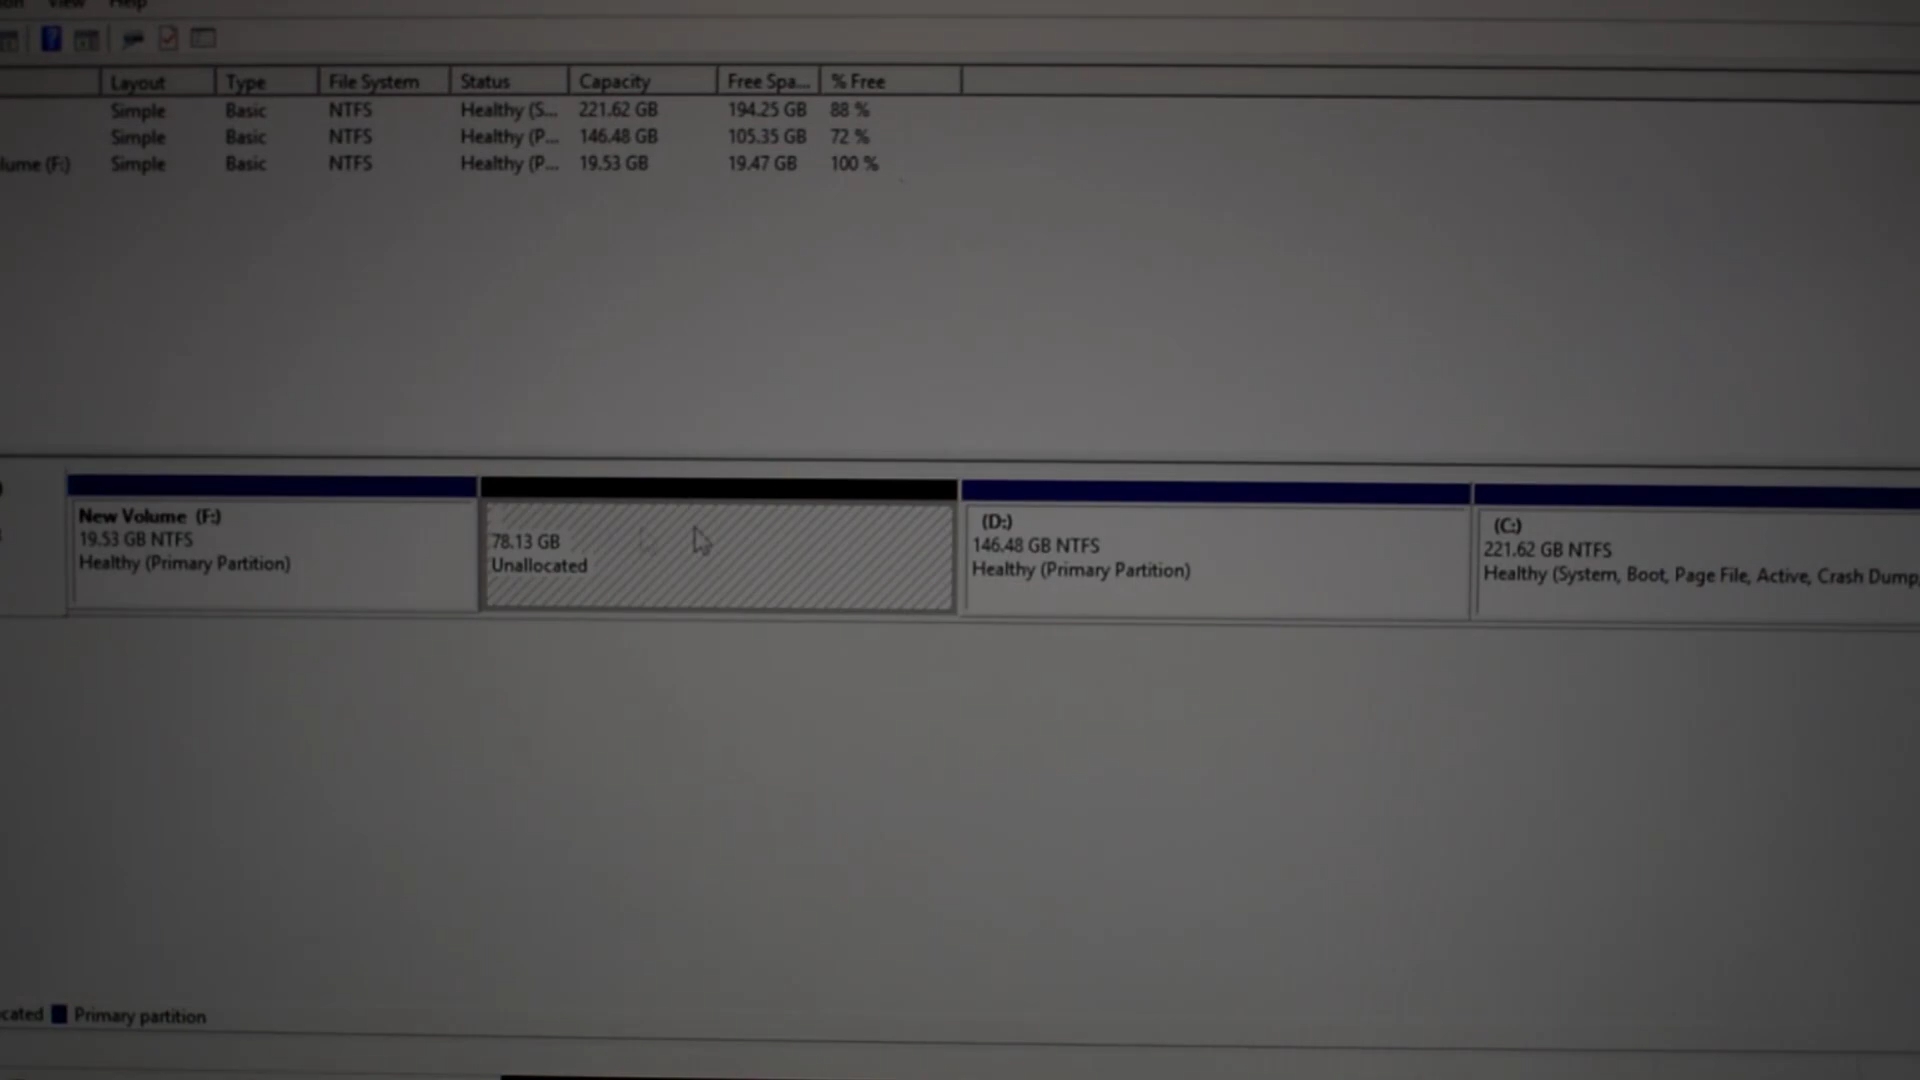 View Help
Layout Type File System Status Capacity Free Spa... % Free
Simple Basic NTFS Healthy (S... 221.62 GB 194.25 GB 88 %
Simple Basic NTFS Healthy (P... 146.48 GB 105.35 GB 72 %
lume (F:) Simple Basic NTFS Healthy (P... 19.53 GB 19.47 GB 100 %
New Volume (F:)
19.53 GB NTFS
Healthy (Primary Partition)
78.13 GB
Unallocated
(D:)
146.48 GB NTFS
Healthy (Primary Partition)
(C:)
221.62 GB NTFS
Healthy (System, Boot, Page File, Active, Crash Dump,
cated Primary partition